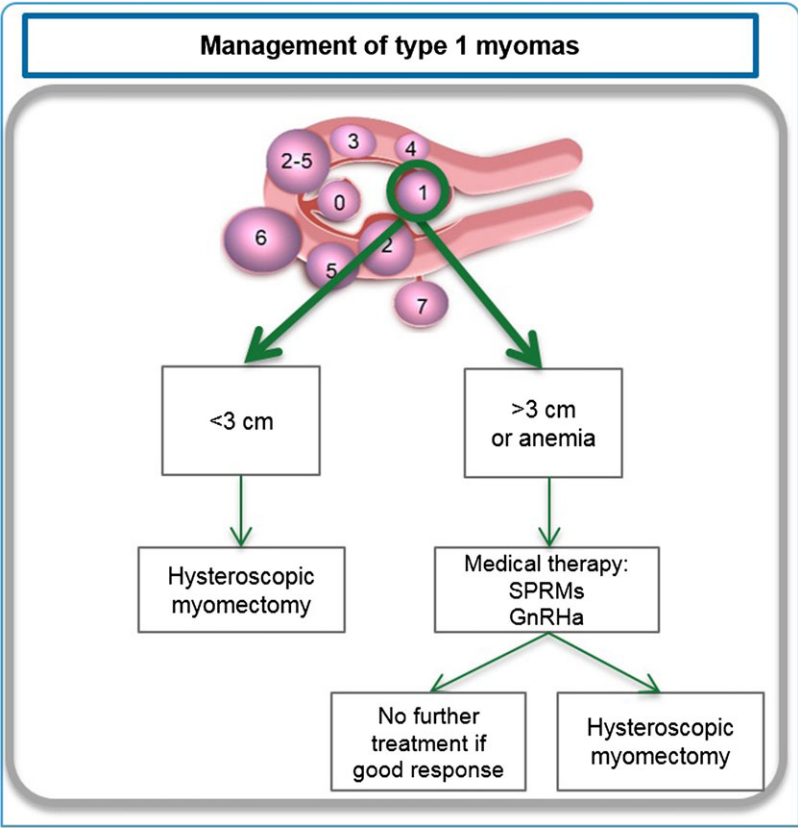 Management of type 1 myomas
3
4
2-5
1
0
6
2
5
7
<3 cm
>3 cm
or anemia
Hysteroscopic
myomectomy
Medical therapy:
SPRMs
GnRHa
No further
treatment if
good response
Hysteroscopic
myomectomy